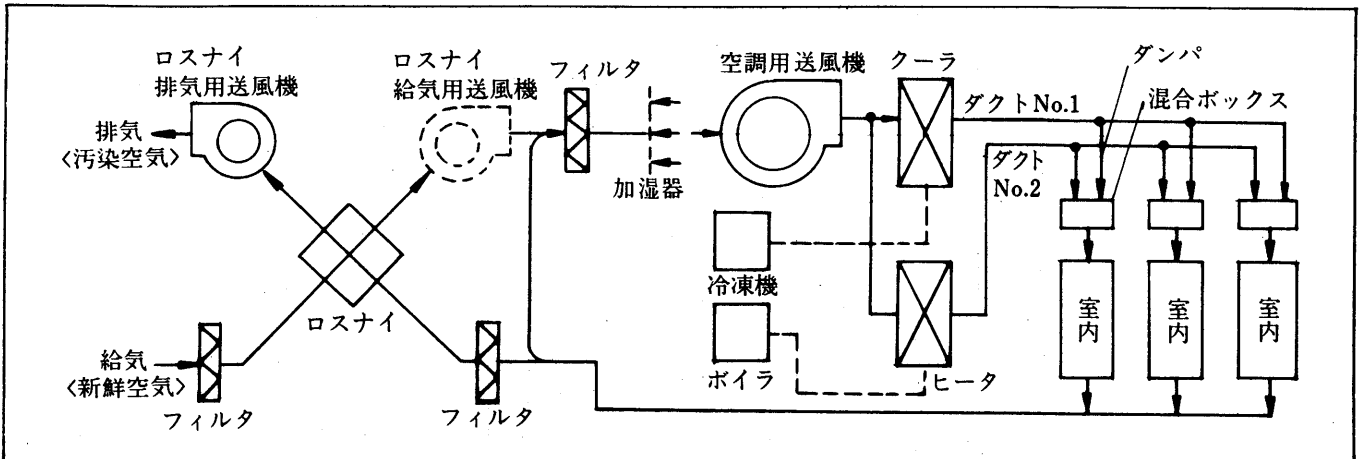 ロスナイ
排気用送風機
ロスナイ
給気用送風機
フィルタ
空調用送風機
クーラ
ダンパ
ダクトNo.1
混合ボックス
排気
〈汚染空気〉
加湿器
ダクト
No.2
冷凍機
ロスナイ
室内
室内
室内
給気
〈新鮮空気〉
ボイラ
ヒータ
フィルタ
フィルタ